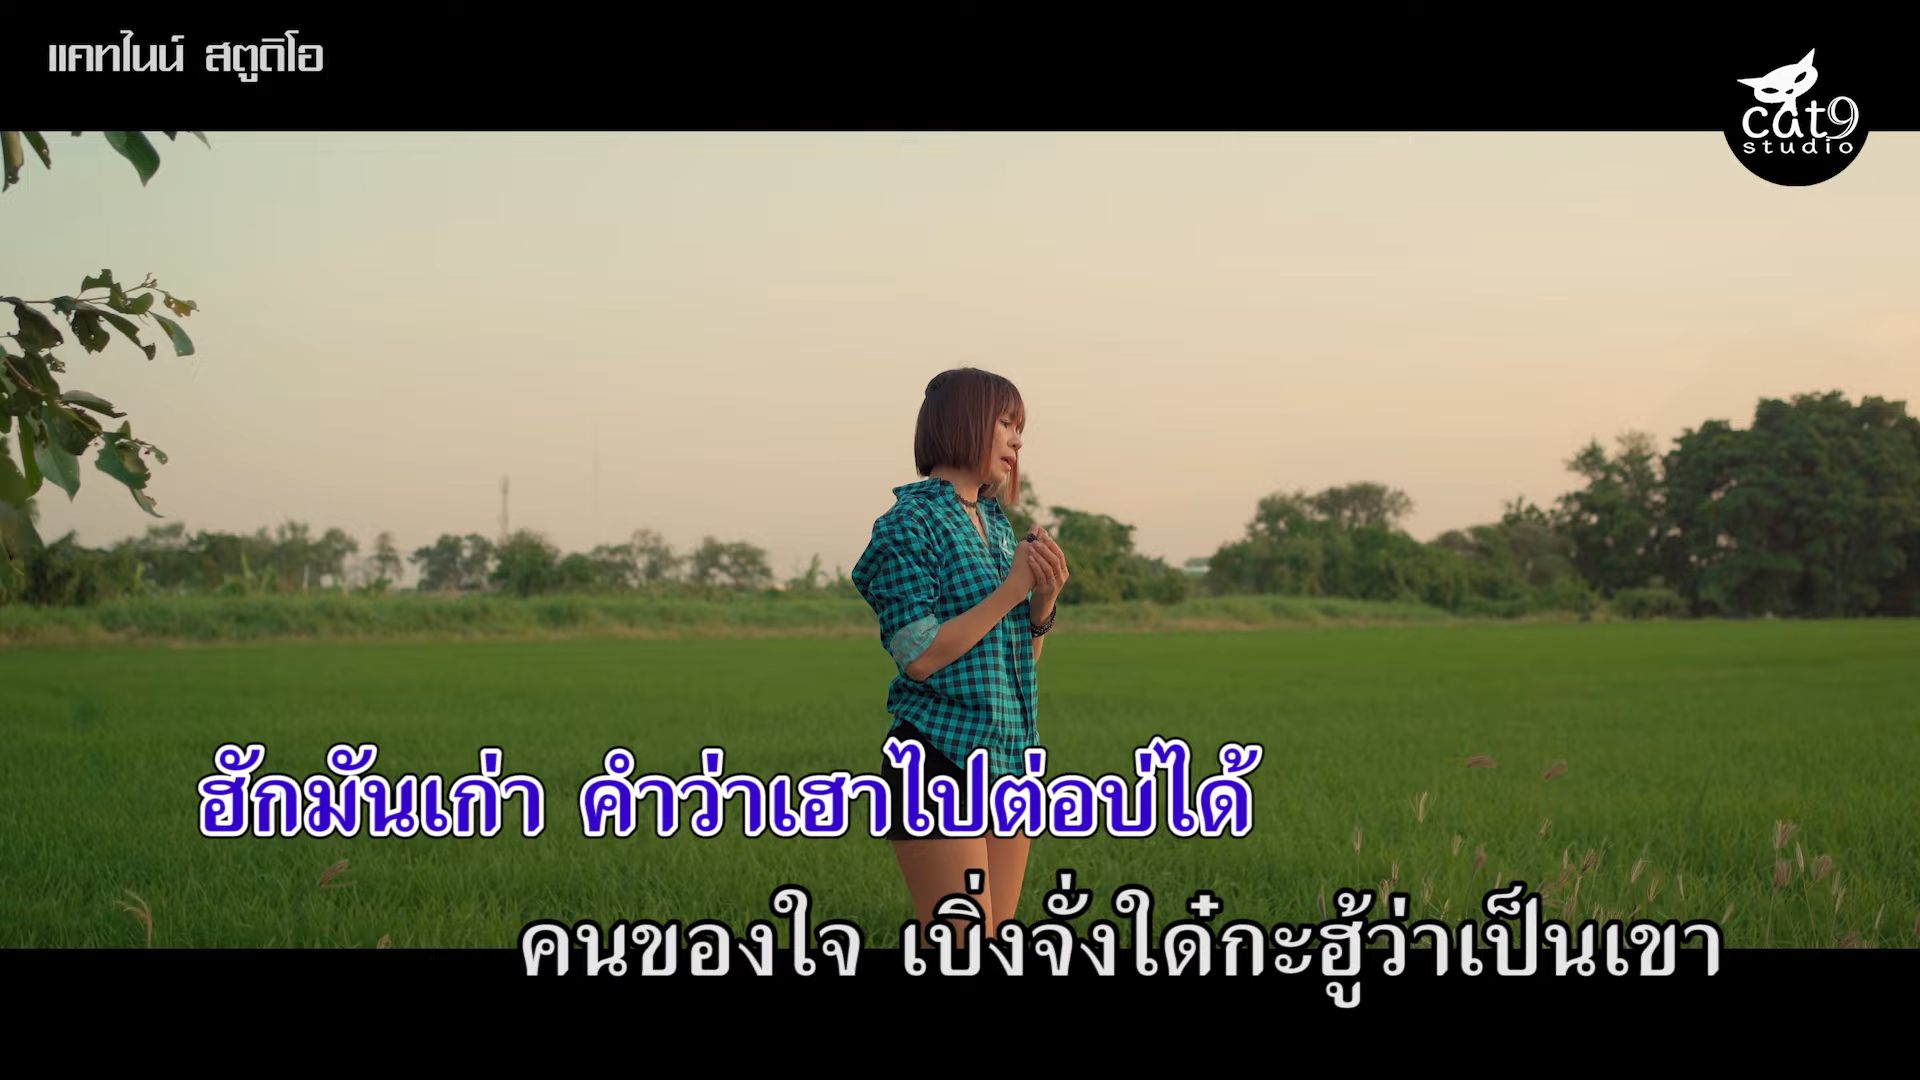 แคทไนน์ สตูดิโอ
cat9
studio
ฮักมันเก่า คำว่าเฮาไปต่อบ่ได้
คนของใจ เบิ่งจั่งใด๋กะฮู้ว่าเป็นเขา